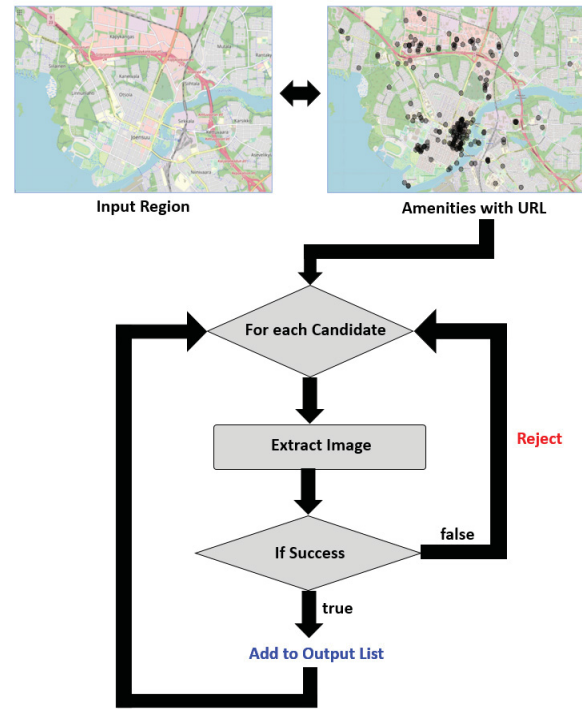 Input Region
Amenities with URL
For each Candidate
Extract Image
Reject
If Success
false
true
Add to Output List